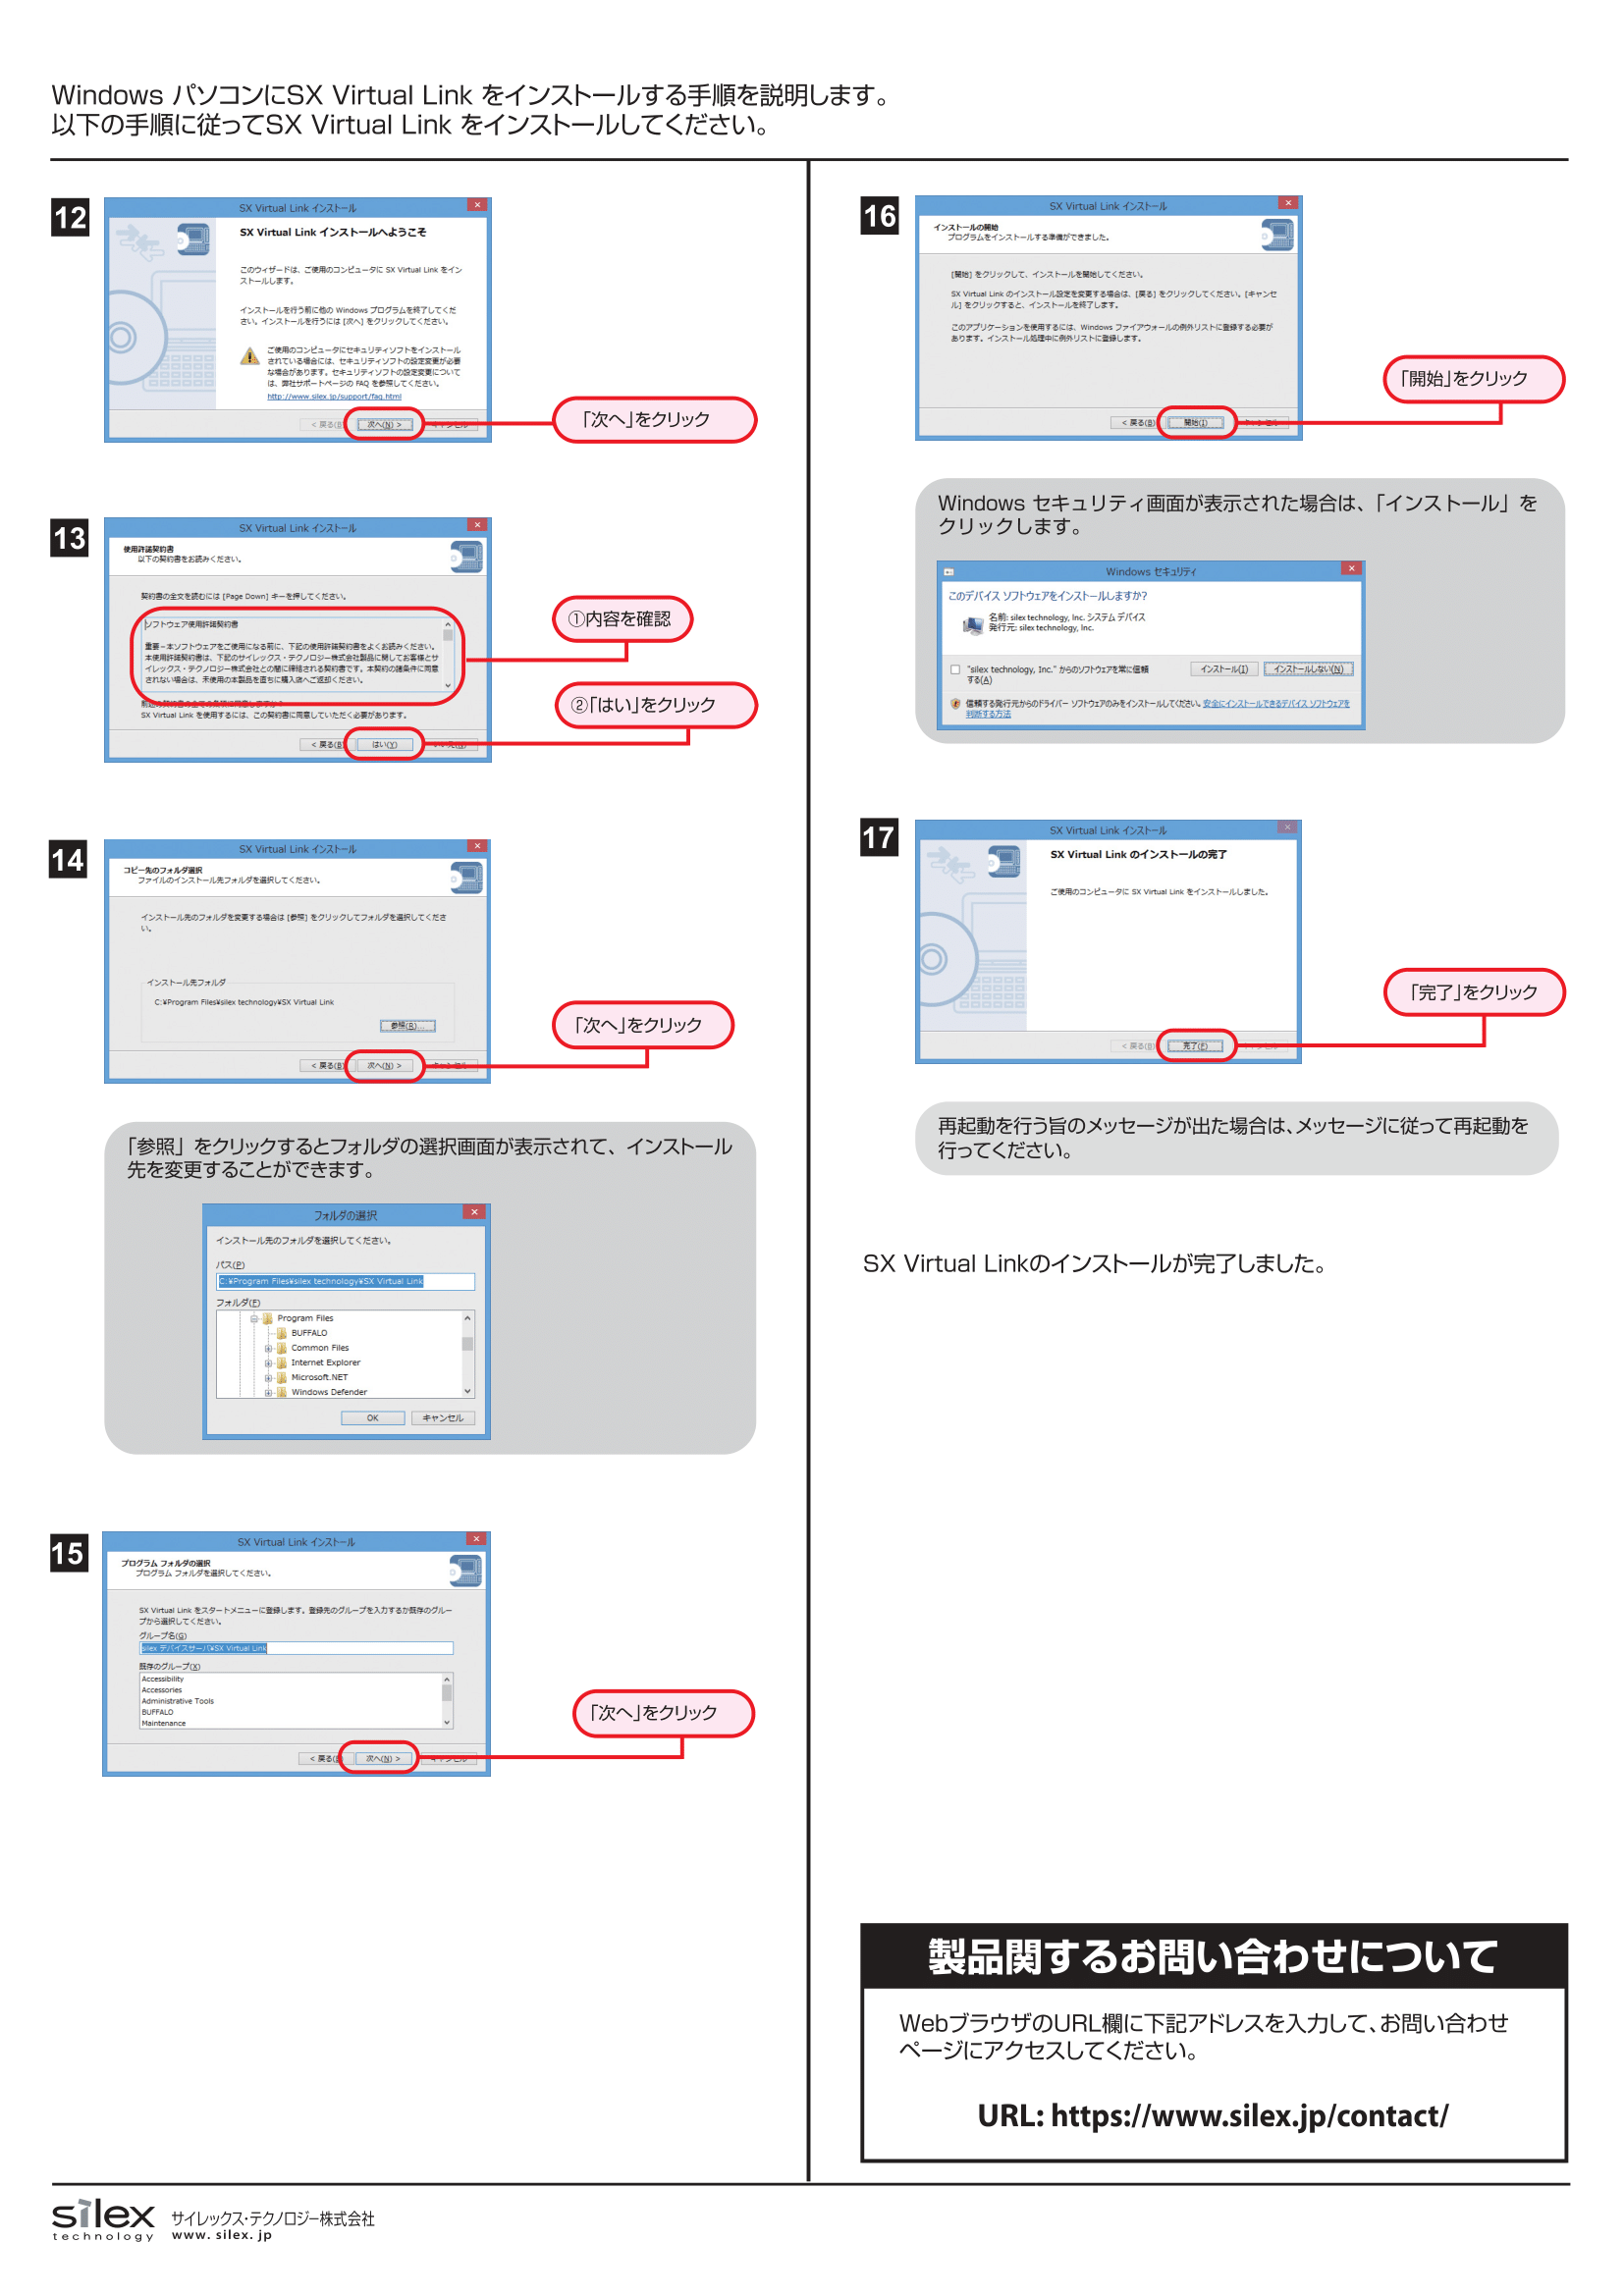 Windows パソコンにSX Virtual Link をインストールする手順を説明します。
以下の手順に従ってSX Virtual Link をインストールしてください。
12
SX Virtual Link インストール
SX Virtual Link インストールへようこそ
このウィザードは、ご使用のコンピュータに SX Virtual Link をイン
ストールします。
インストールを行う前に他の Windows プログラムを終了してくだ
さい。インストールを行うには [次へ] をクリックしてください。
ご使用のコンピュータにセキュリティソフトをインストール
されている場合には、セキュリティソフトの設定変更が必要
な場合があります。セキュリティソフトの設定変更について
は、弊社サポートページの FAQ を参照してください。
http://www.silex.jp/support/faq.html
< 戻る(B)
次へ(N) >
キャンセル
「次へ」をクリック
13
SX Virtual Link インストール
使用許諾契約書
以下の契約書をお読みください。
契約書の全文を読むには [Page Down] キーを押してください。
ソフトウェア使用許諾契約書
重要－本ソフトウェアをご使用になる前に、下記の使用許諾契約書をよくお読みください。
本使用許諾契約書は、下記のサイレックス・テクノロジー株式会社製品に関してお客様とサ
イレックス・テクノロジー株式会社との間に締結される契約書です。本契約の諸条件に同意
されない場合は、未使用の本製品を直ちに購入店へご返却ください。
前述の契約書の全ての条項に同意しますか？
SX Virtual Link を使用するには、この契約書に同意していただく必要があります。
< 戻る(B)
はい(Y)
いいえ(N)
①内容を確認
②「はい」をクリック
14
SX Virtual Link インストール
コピー先のフォルダ選択
ファイルのインストール先フォルダを選択してください。
インストール先のフォルダを変更する場合は [参照] をクリックしてフォルダを選択してくださ
い。
インストール先フォルダ
C:¥Program Files¥silex technology¥SX Virtual Link
参照(R)...
< 戻る(B)
次へ(N) >
キャンセル
「次へ」をクリック
「参照」をクリックするとフォルダの選択画面が表示されて、インストール
先を変更することができます。
フォルダの選択
インストール先のフォルダを選択してください。
パス(P)
C:¥Program Files¥silex technology¥SX Virtual Link
フォルダ(F)
Program Files
BUFFALO
Common Files
Internet Explorer
Microsoft.NET
Windows Defender
OK
キャンセル
15
SX Virtual Link インストール
プログラム フォルダの選択
プログラム フォルダを選択してください。
SX Virtual Link をスタートメニューに登録します。登録先のグループを入力するか既存のグルー
プから選択してください。
グループ名(G)
silex デバイスサーバ¥SX Virtual Link
既存のグループ(X)
Accessibility
Accessories
Administrative Tools
BUFFALO
Maintenance
< 戻る(B)
次へ(N) >
キャンセル
「次へ」をクリック
16
SX Virtual Link インストール
インストールの開始
プログラムをインストールする準備ができました。
[開始] をクリックして、インストールを開始してください。
SX Virtual Link のインストール設定を変更する場合は、[戻る] をクリックしてください。[キャンセ
ル] をクリックすると、インストールを終了します。
このアプリケーションを使用するには、Windows ファイアウォールの例外リストに登録する必要が
あります。インストール処理中に例外リストに登録します。
< 戻る(B)
開始(I)
キャンセル
「開始」をクリック
Windows セキュリティ画面が表示された場合は、「インストール」を
クリックします。
Windows セキュリティ
このデバイス ソフトウェアをインストールしますか?
名前: silex technology, Inc. システム デバイス
発行元: silex technology, Inc.
"silex technology, Inc." からのソフトウェアを常に信頼
する(A)
インストール(I)
インストールしない(N)
信頼する発行元からのドライバー ソフトウェアのみをインストールしてください。安全にインストールできるデバイス ソフトウェアを
判断する方法
17
SX Virtual Link インストール
SX Virtual Link のインストールの完了
ご使用のコンピュータに SX Virtual Link をインストールしました。
< 戻る(B)
完了(F)
キャンセル
「完了」をクリック
再起動を行う旨のメッセージが出た場合は、メッセージに従って再起動を
行ってください。
SX Virtual Linkのインストールが完了しました。
製品関するお問い合わせについて
WebブラウザのURL欄に下記アドレスを入力して、お問い合わせ
ページにアクセスしてください。
URL: https://www.silex.jp/contact/
silex
technology
サイレックス・テクノロジー株式会社
www. silex. jp